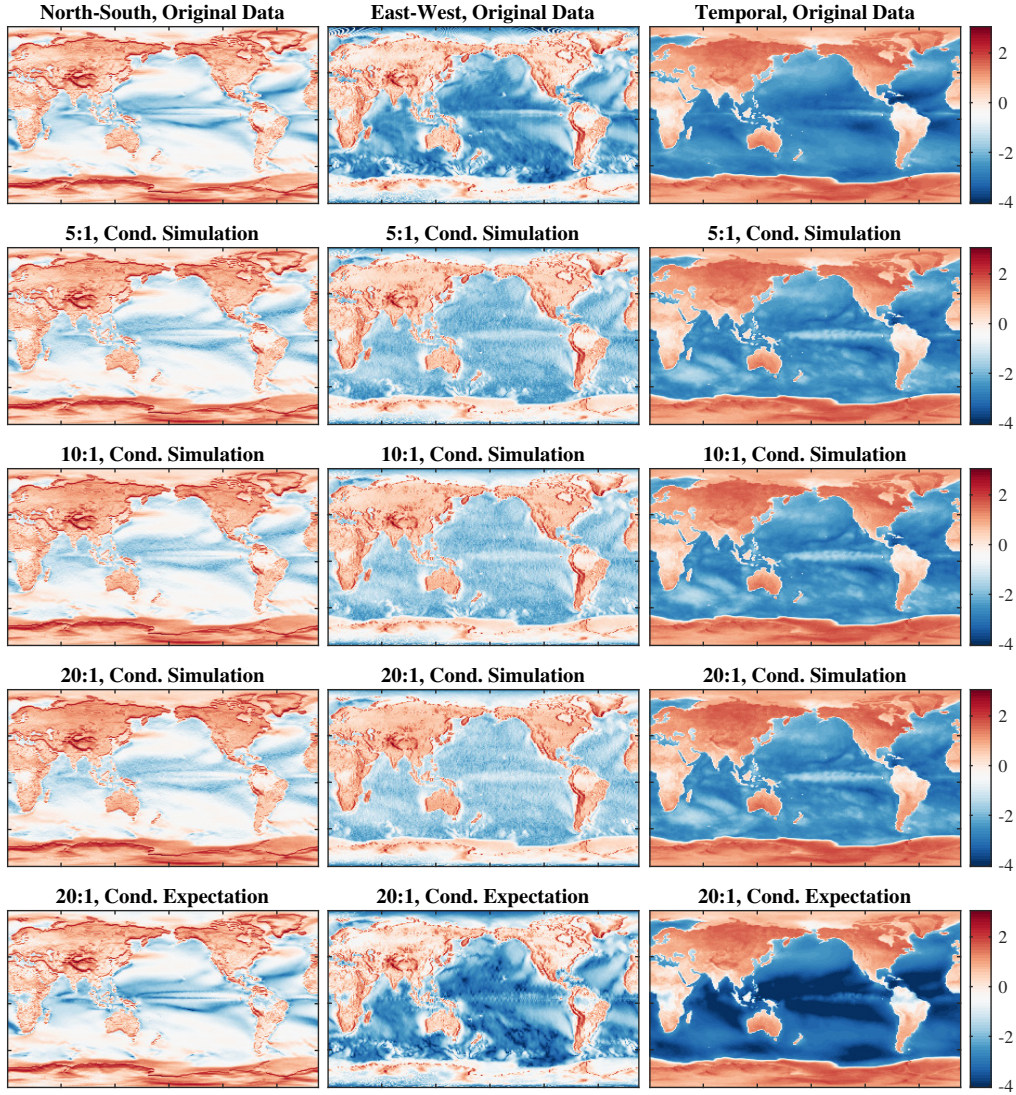 North-South, Original Data
East-West, Original Data
Temporal, Original Data
2
0
-2
-4
5:1, Cond. Simulation
5:1, Cond. Simulation
5:1, Cond. Simulation
2
0
-2
-4
10:1, Cond. Simulation
10:1, Cond. Simulation
10:1, Cond. Simulation
2
0
-2
-4
20:1, Cond. Simulation
20:1, Cond. Simulation
20:1, Cond. Simulation
2
0
-2
-4
20:1, Cond. Expectation
20:1, Cond. Expectation
20:1, Cond. Expectation
2
0
-2
-4